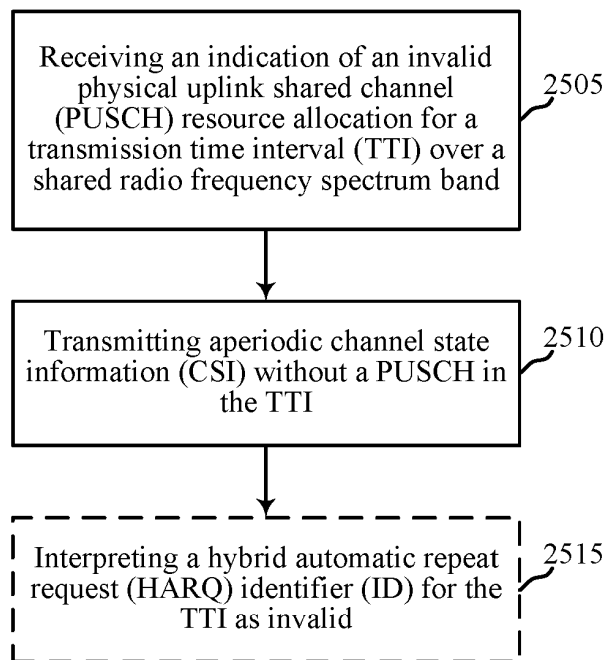 Receiving an indication of an invalid
physical uplink shared channel
(PUSCH) resource allocation for a
transmission time interval (TTI) over a
shared radio frequency spectrum band
2505
Transmitting aperiodic channel state
information (CSI) without a PUSCH in
the TTI
2510
Interpreting a hybrid automatic repeat
request (HARQ) identifier (ID) for the
TTI as invalid
2515